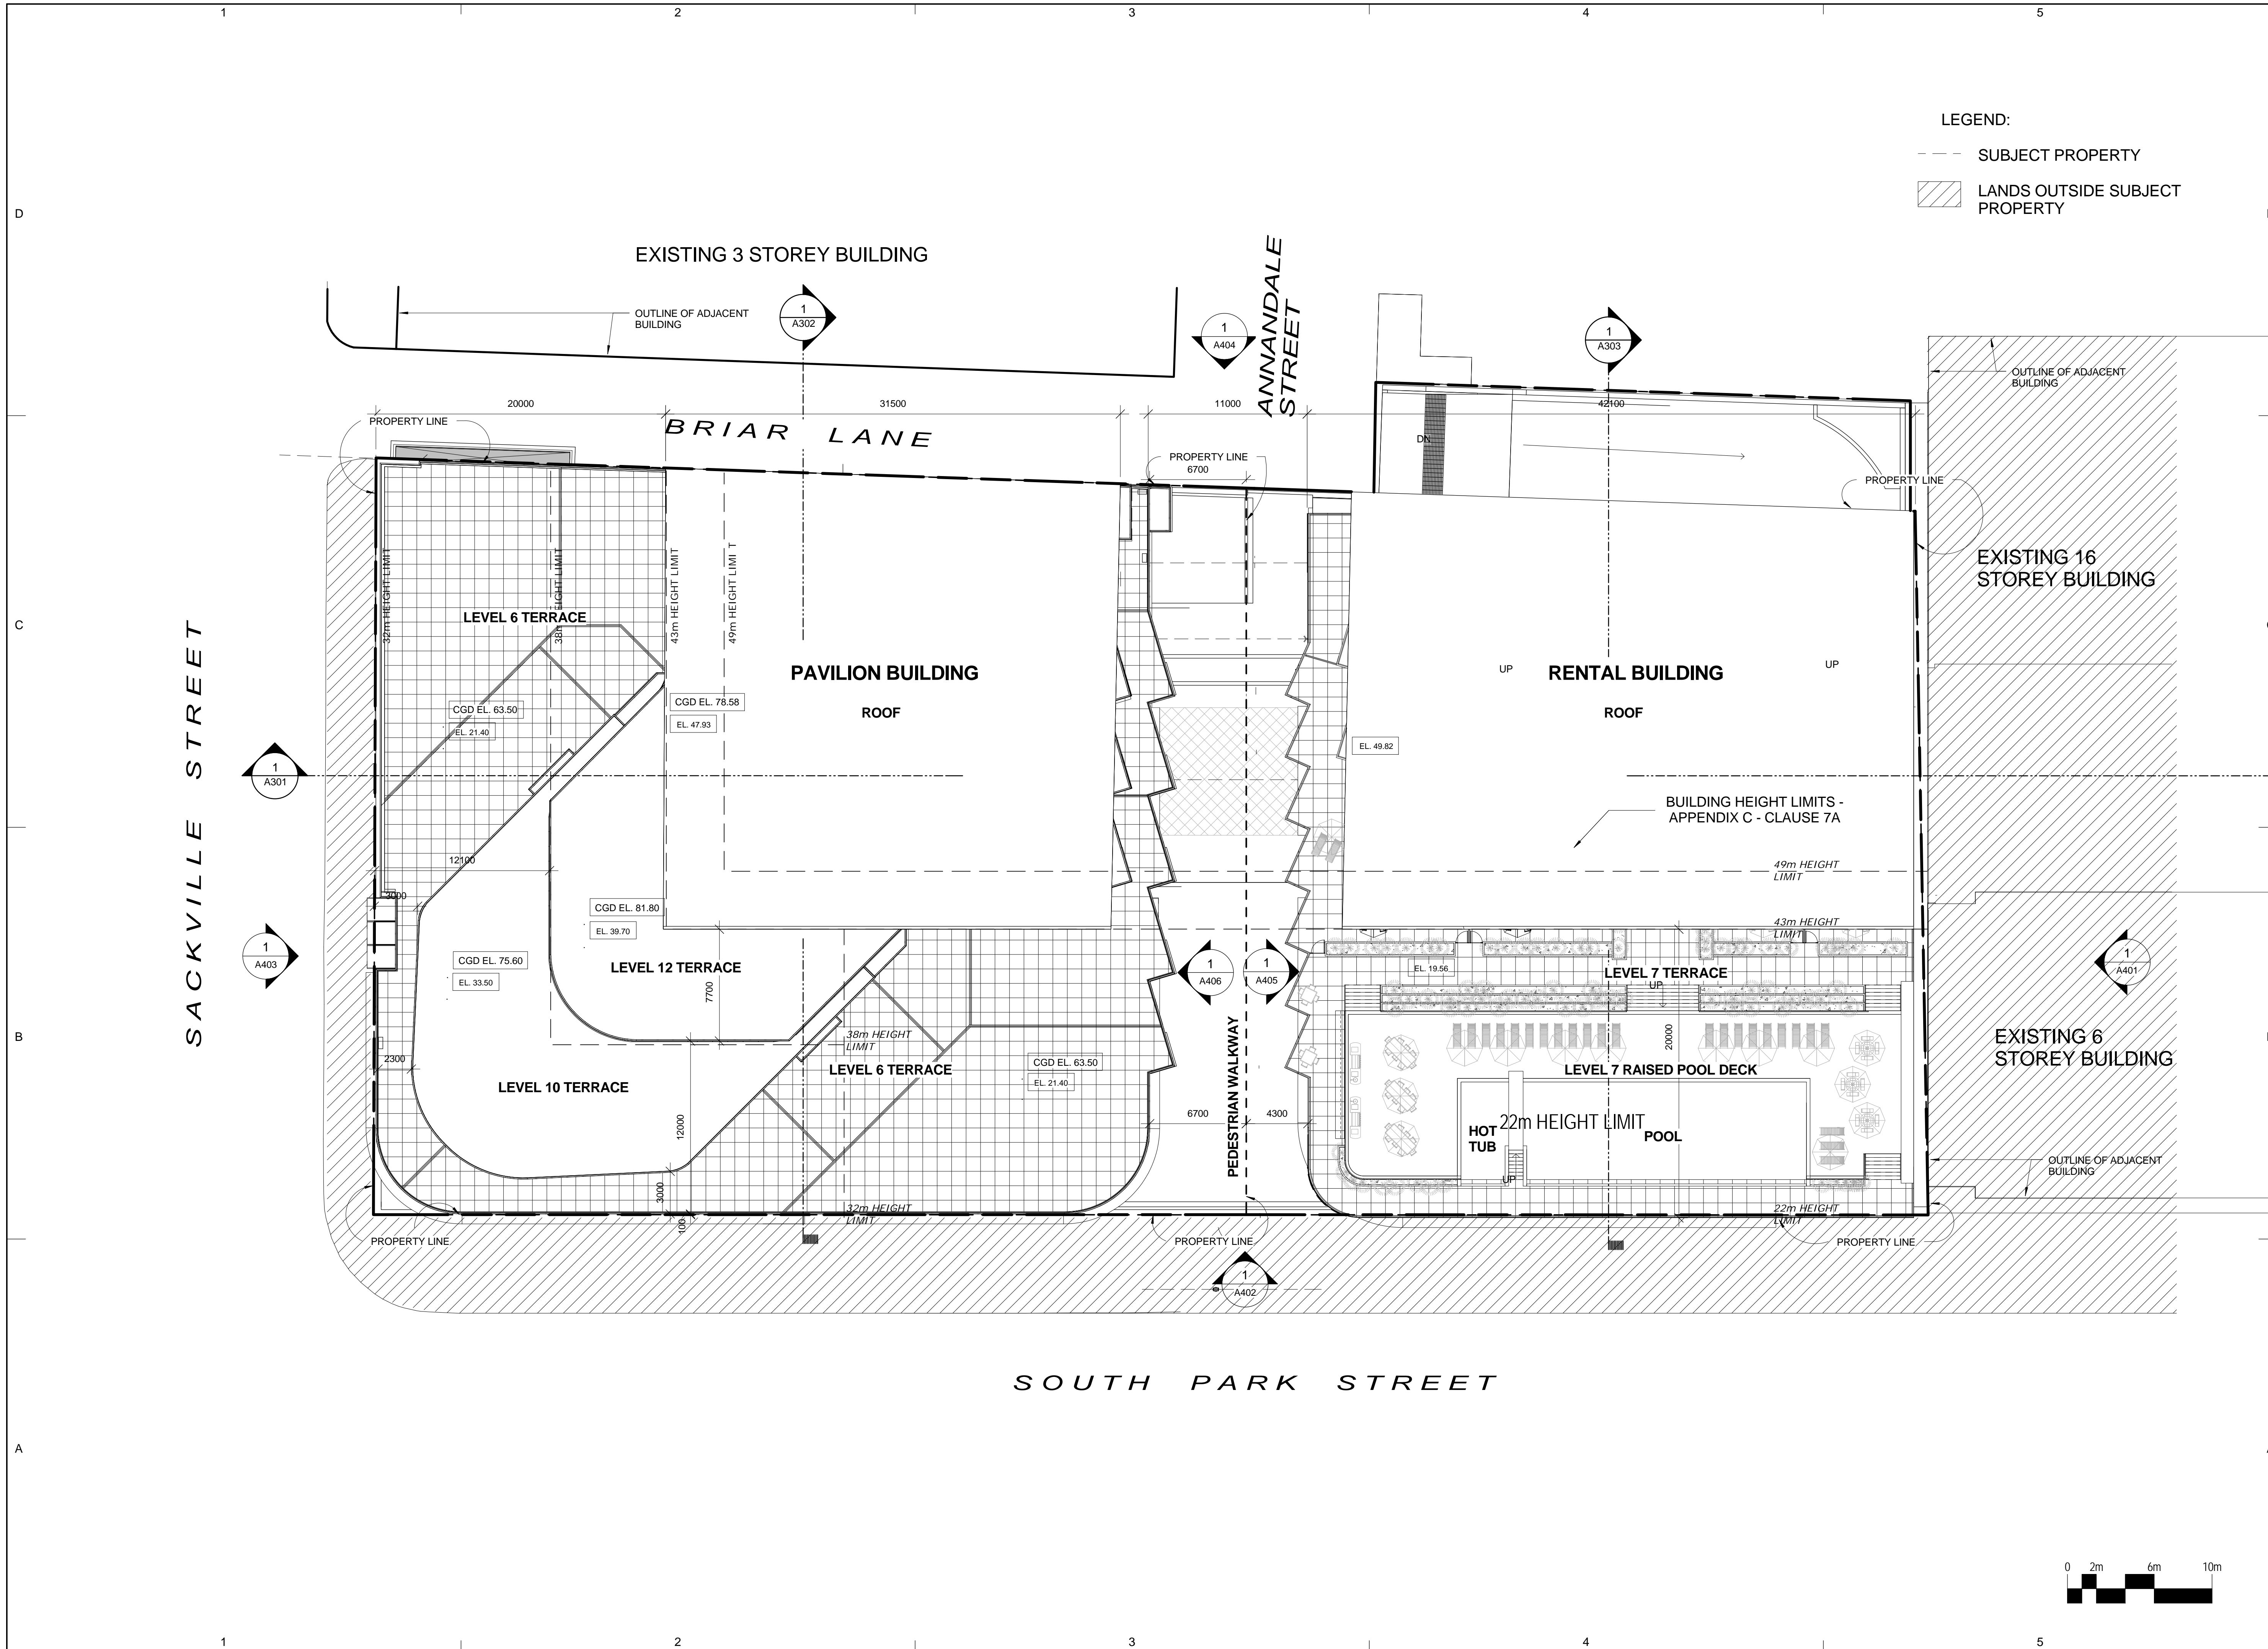 1
2
3
4
5
LEGEND:
SUBJECT PROPERTY
LANDS OUTSIDE SUBJECT
PROPERTY
D
EXISTING 3 STOREY BUILDING
ANNANDALE
STREET
OUTLINE OF ADJACENT
BUILDING
1
A302
1
A404
1
A303
OUTLINE OF ADJACENT
BUILDING
20000
31500
11000
42100
PROPERTY LINE
BRIAR LANE
DN
PROPERTY LINE
6700
PROPERTY LINE
32m HEIGHT LIMIT
38m HEIGHT LIMIT
43m HEIGHT LIMIT
49m HEIGHT LIMI T
EXISTING 16
STOREY BUILDING
C
LEVEL 6 TERRACE
SACKVILLE STREET
PAVILION BUILDING
ROOF
UP
RENTAL BUILDING
UP
ROOF
CGD EL. 63.50
EL. 21.40
CGD EL. 78.58
EL. 47.93
EL. 49.82
1
A301
BUILDING HEIGHT LIMITS -
APPENDIX C - CLAUSE 7A
12100
49m HEIGHT
LIMIT
3000
CGD EL. 81.80
EL. 39.70
43m HEIGHT
LIMIT
1
A403
CGD EL. 75.60
EL. 33.50
LEVEL 12 TERRACE
7700
1
A406
1
A405
EL. 19.56
LEVEL 7 TERRACE
UP
1
A401
B
2300
38m HEIGHT
LIMIT
20000
EXISTING 6
STOREY BUILDING
LEVEL 10 TERRACE
LEVEL 6 TERRACE
CGD EL. 63.50
EL. 21.40
PEDESTRIAN WALKWAY
LEVEL 7 RAISED POOL DECK
12000
6700
4300
22m HEIGHT LIMIT
HOT
TUB
POOL
UP
OUTLINE OF ADJACENT
BUILDING
3000
100
32m HEIGHT
LIMIT
22m HEIGHT
LIMIT
PROPERTY LINE
PROPERTY LINE
PROPERTY LINE
1
A402
SOUTH PARK STREET
A
0 2m 6m 10m
1
2
3
4
5